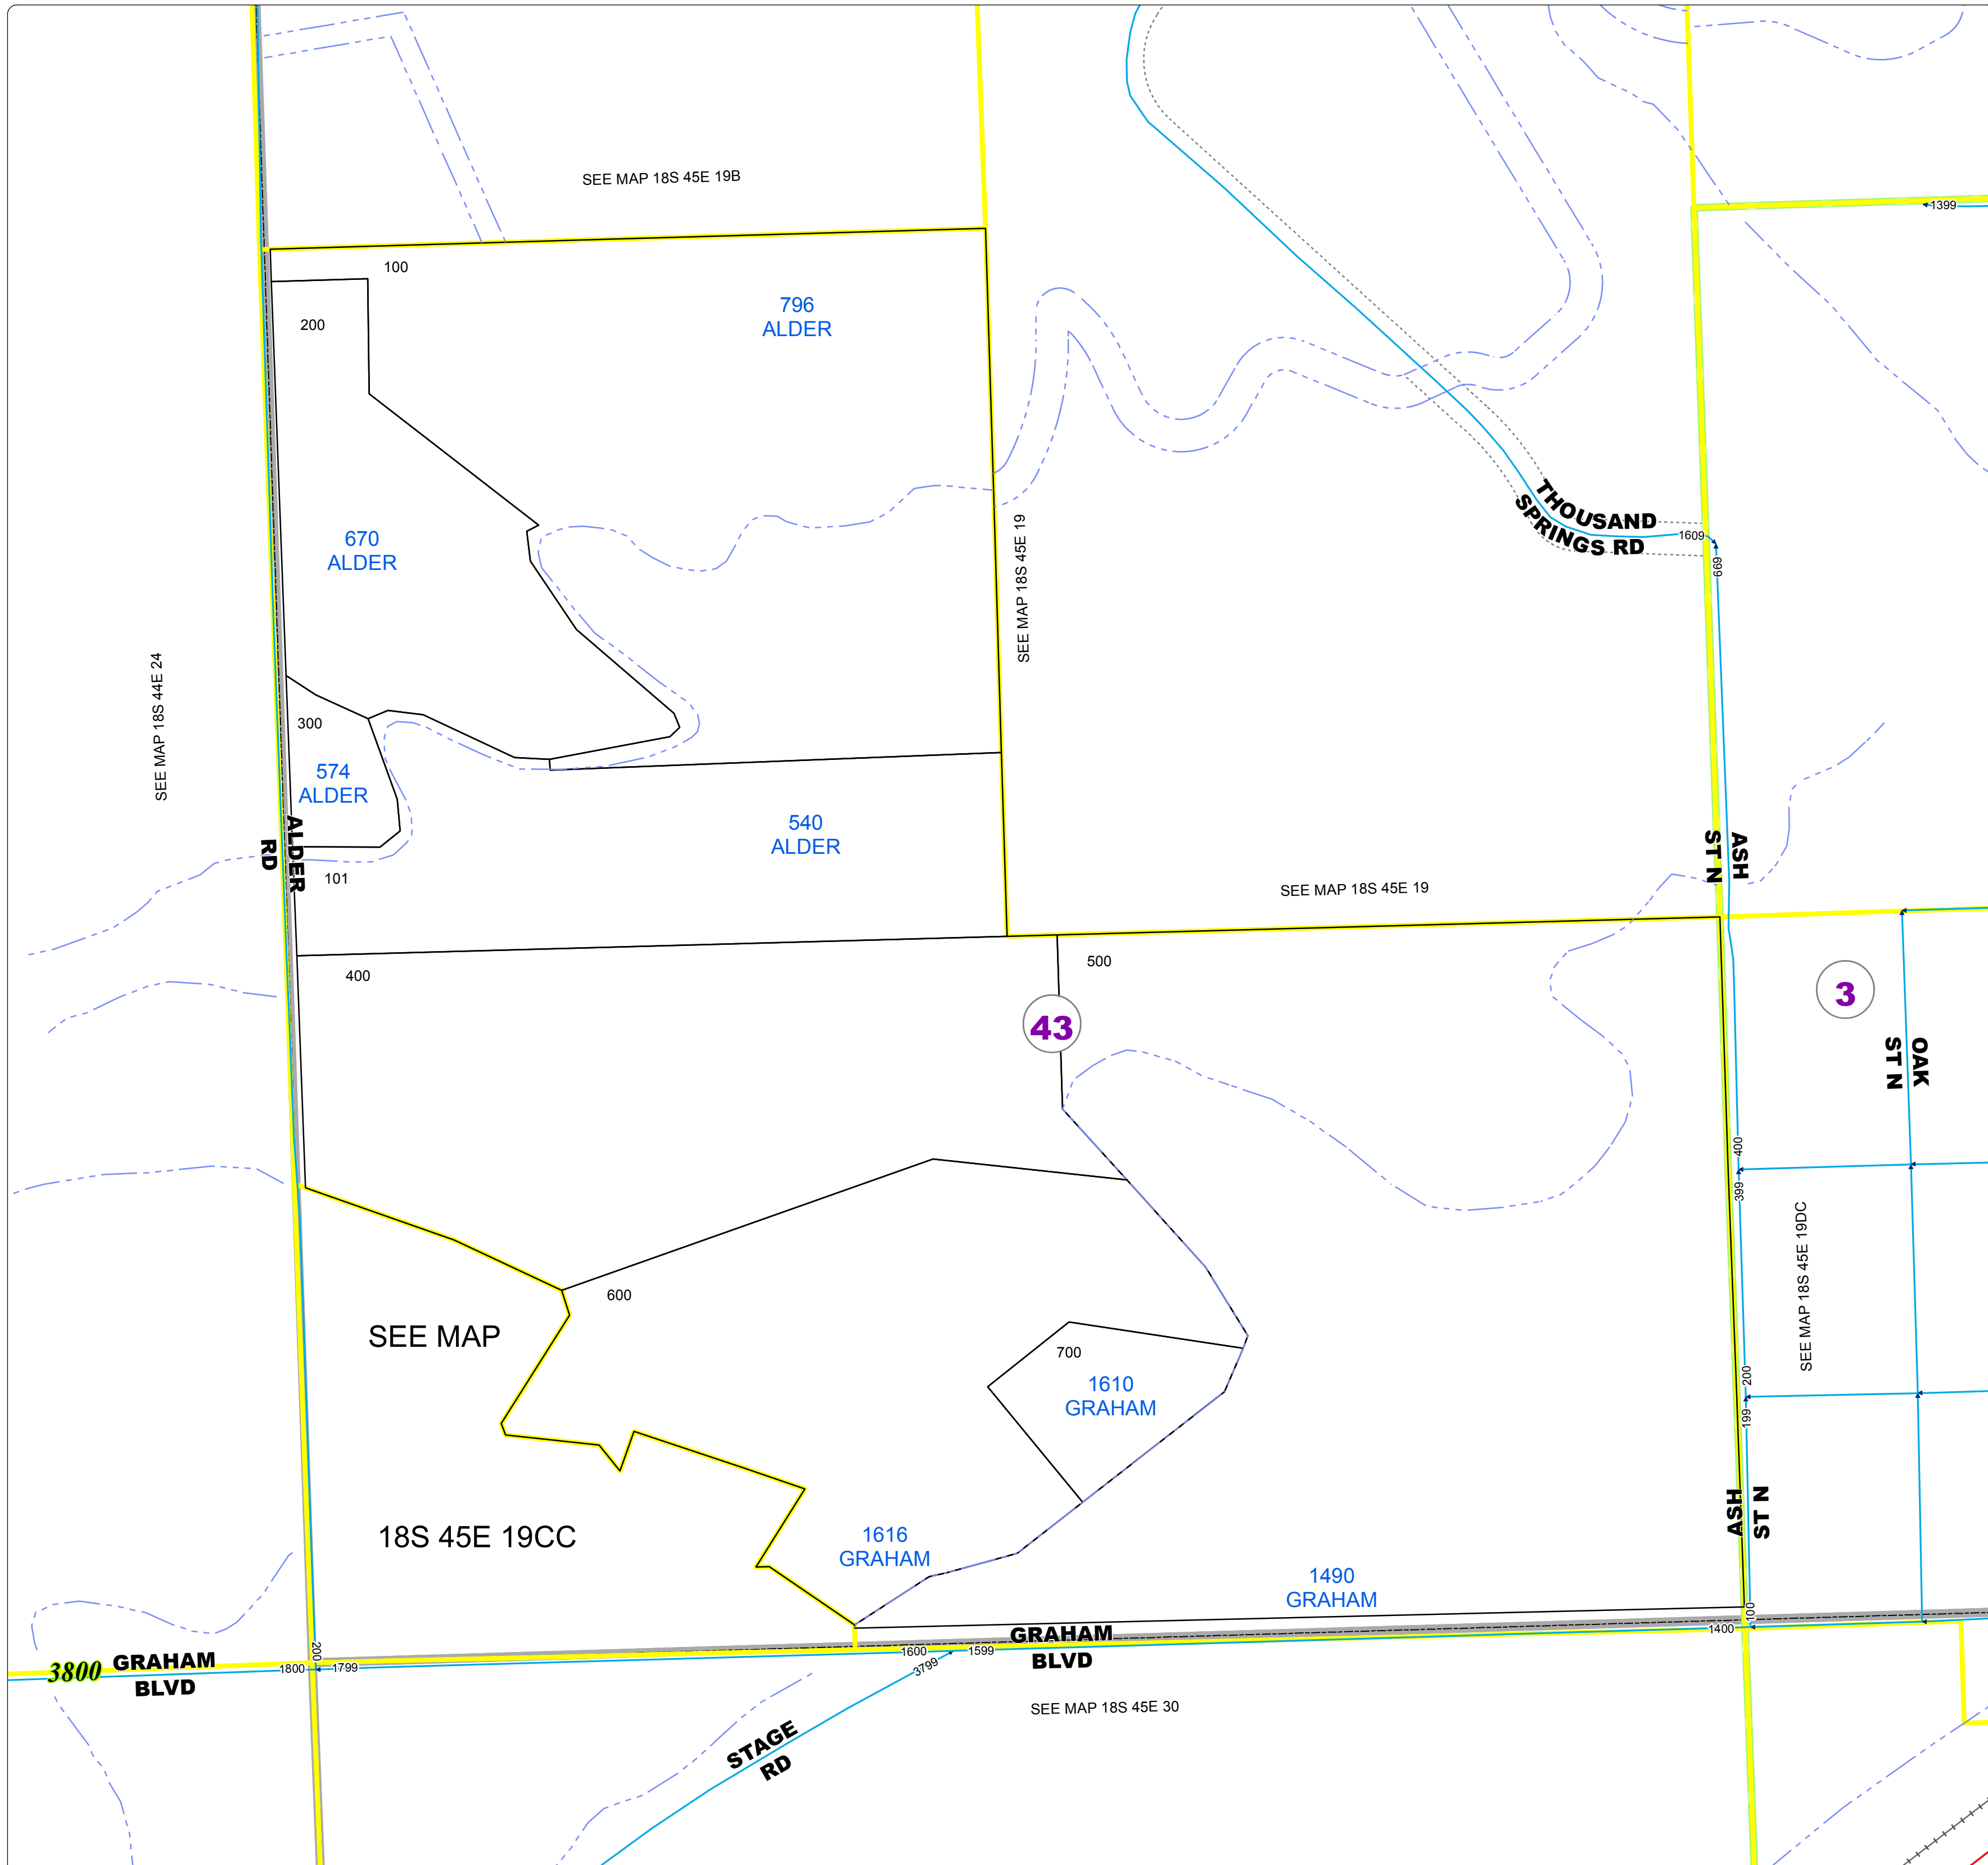 SEE MAP 18S 45E 19B
1399
100
796
ALDER
200
THOUSAND
SPRINGS RD
1609
669
670
ALDER
SEE MAP 18S 45E 19
SEE MAP 18S 44E 24
300
574
ALDER
540
ALDER
ALDER
RD
101
ASH
ST N
SEE MAP 18S 45E 19
400
500
43
3
OAK
ST N
400
399
SEE MAP 18S 45E 19DC
600
SEE MAP
700
1610
GRAHAM
200
199
18S 45E 19CC
1616
GRAHAM
ASH
ST N
1490
GRAHAM
100
1400
200
3800
GRAHAM
BLVD
1800
1799
1600
1599
GRAHAM
BLVD
3799
SEE MAP 18S 45E 30
STAGE
RD